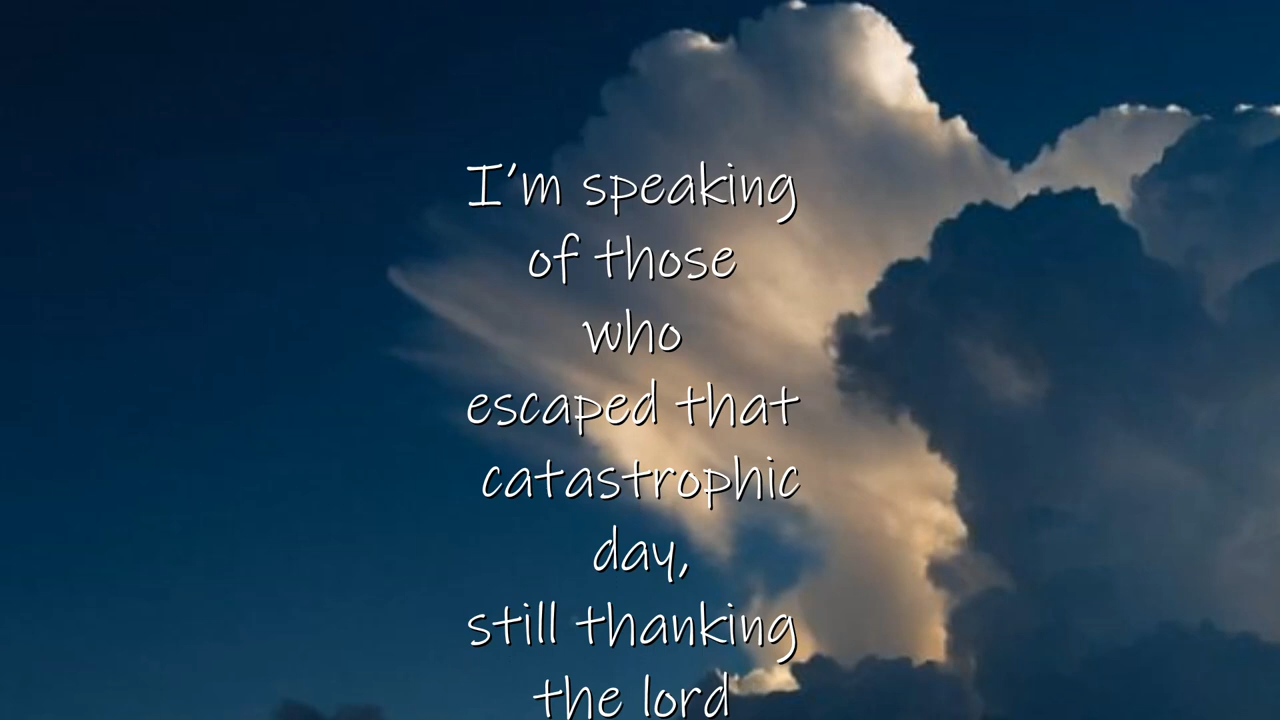 I'm speaking
of those
who
escaped that
catastrophic
day,
still thanking
the lord